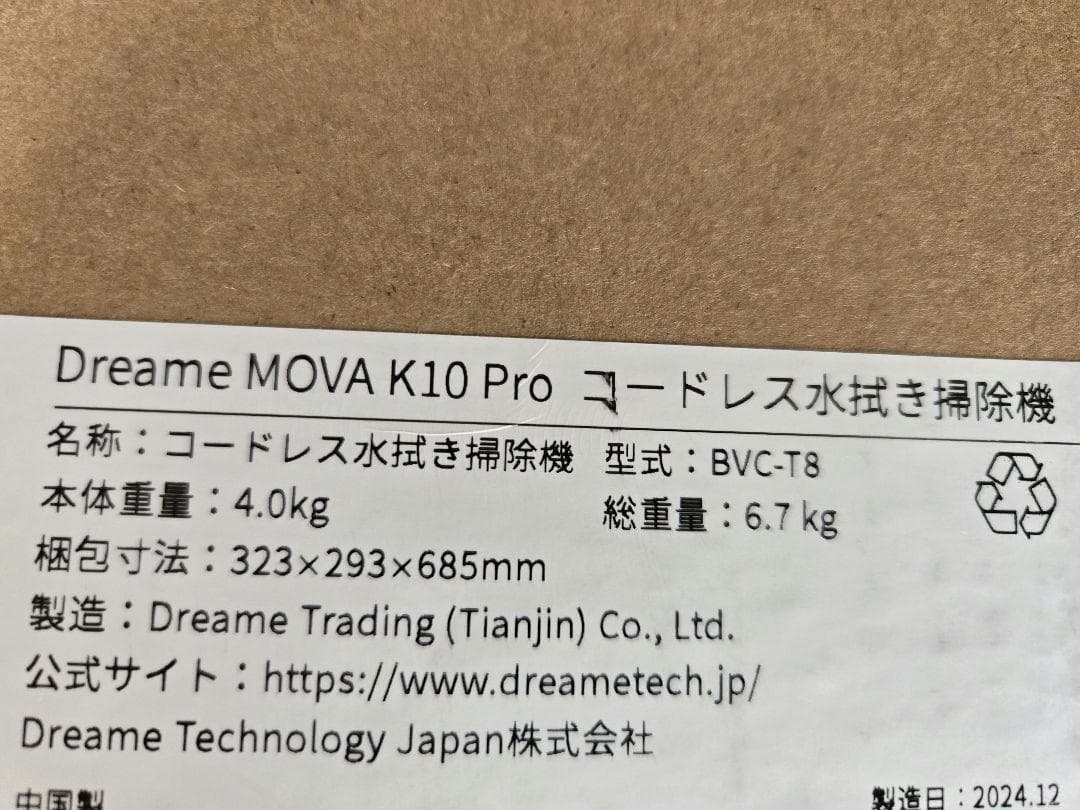 Dreame MOVA K10 Pro コードレス水拭き掃除機
名称：コードレス水拭き掃除機 型式：BVC-T8
本体重量：4.0kg 総重量：6.7 kg
梱包寸法：323×293×685mm
製造：Dreame Trading (Tianjin) Co., Ltd.
公式サイト：https://www.dreametech.jp/
Dreame Technology Japan株式会社
中国製 製造日：2024.12